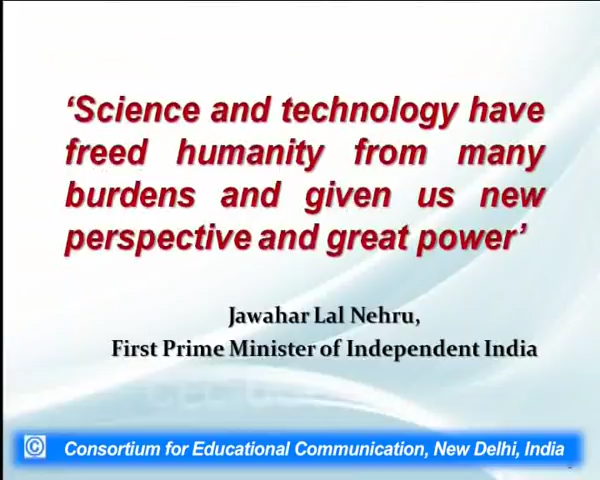 ‘Science and technology have
freed humanity from many
burdens and given us new
perspective and great power’
Jawahar Lal Nehru,
First Prime Minister of Independent India
© Consortium for Educational Communication, New Delhi, India